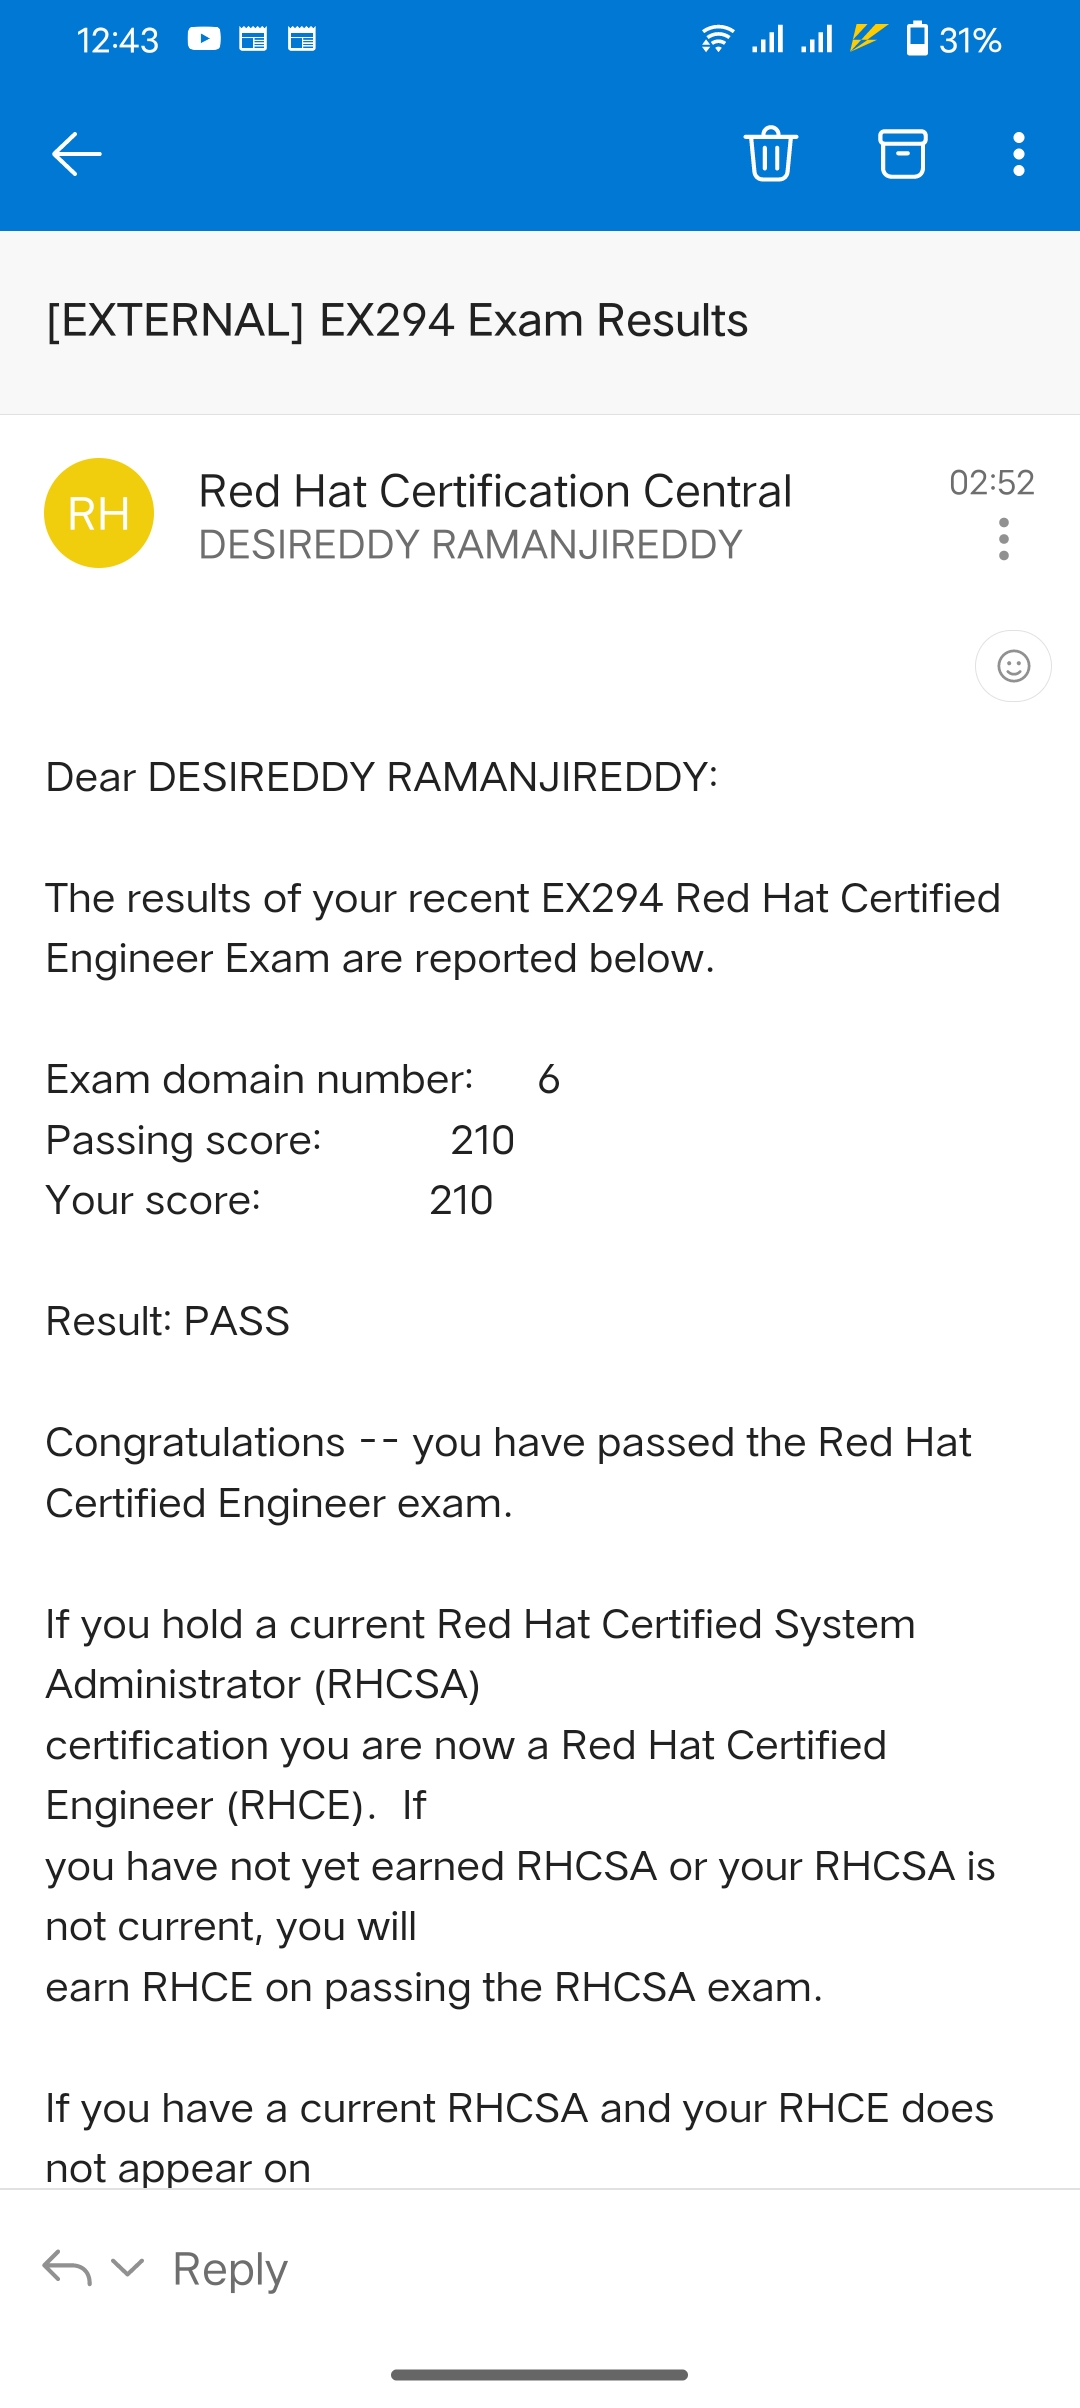 12:43
31%
[EXTERNAL] EX294 Exam Results
RH
Red Hat Certification Central
02:52
DESIREDDY RAMANJIREDDY
Dear DESIREDDY RAMANJIREDDY:
The results of your recent EX294 Red Hat Certified
Engineer Exam are reported below.
Exam domain number: 6
Passing score: 210
Your score: 210
Result: PASS
Congratulations -- you have passed the Red Hat
Certified Engineer exam.
If you hold a current Red Hat Certified System
Administrator (RHCSA)
certification you are now a Red Hat Certified
Engineer (RHCE). If
you have not yet earned RHCSA or your RHCSA is
not current, you will
earn RHCE on passing the RHCSA exam.
If you have a current RHCSA and your RHCE does
not appear on
Reply